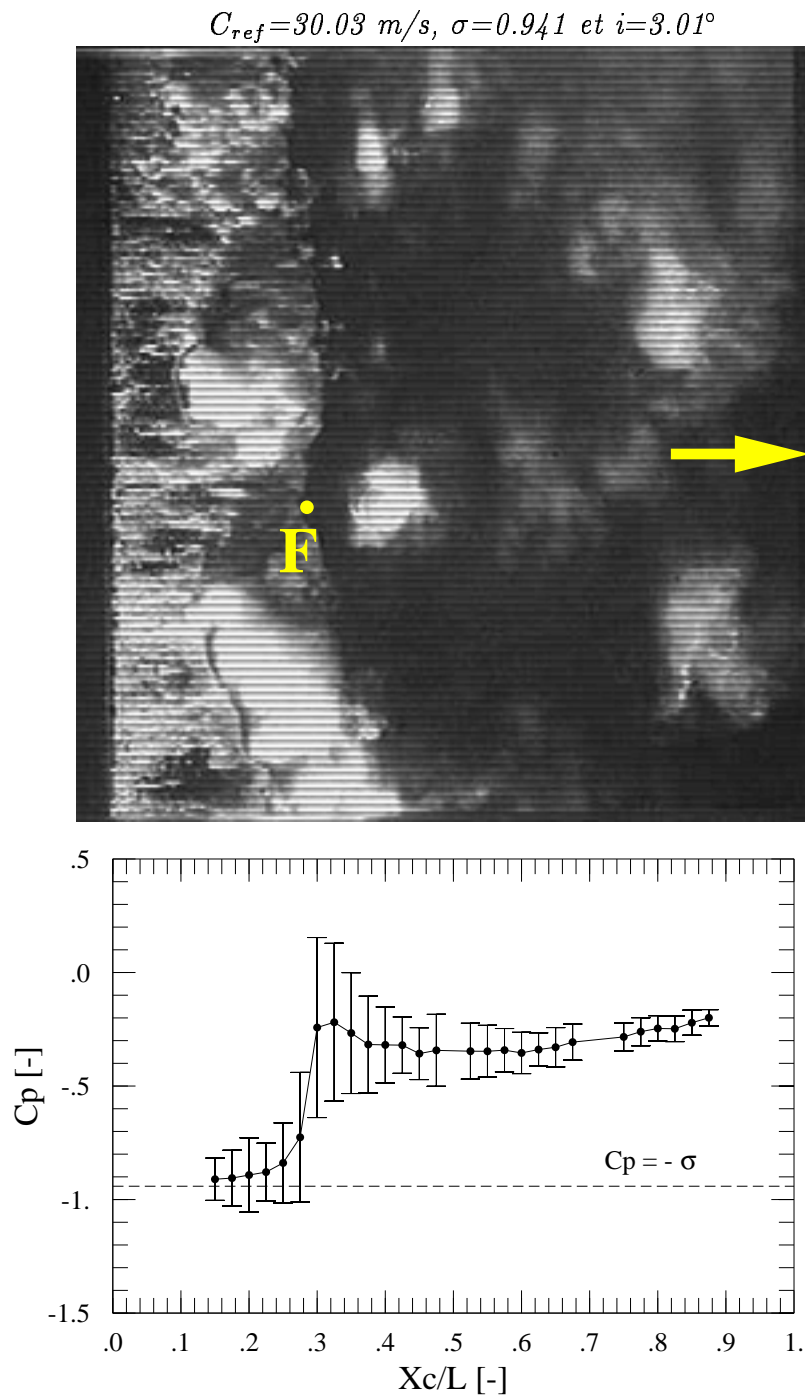 C_ref=30.03 m/s, σ=0.941 et i=3.01°
F
.5
.0
-.5
-1.
-1.5
Cp [-]
Cp = - σ
.0 .1 .2 .3 .4 .5 .6 .7 .8 .9 1.
Xc/L [-]